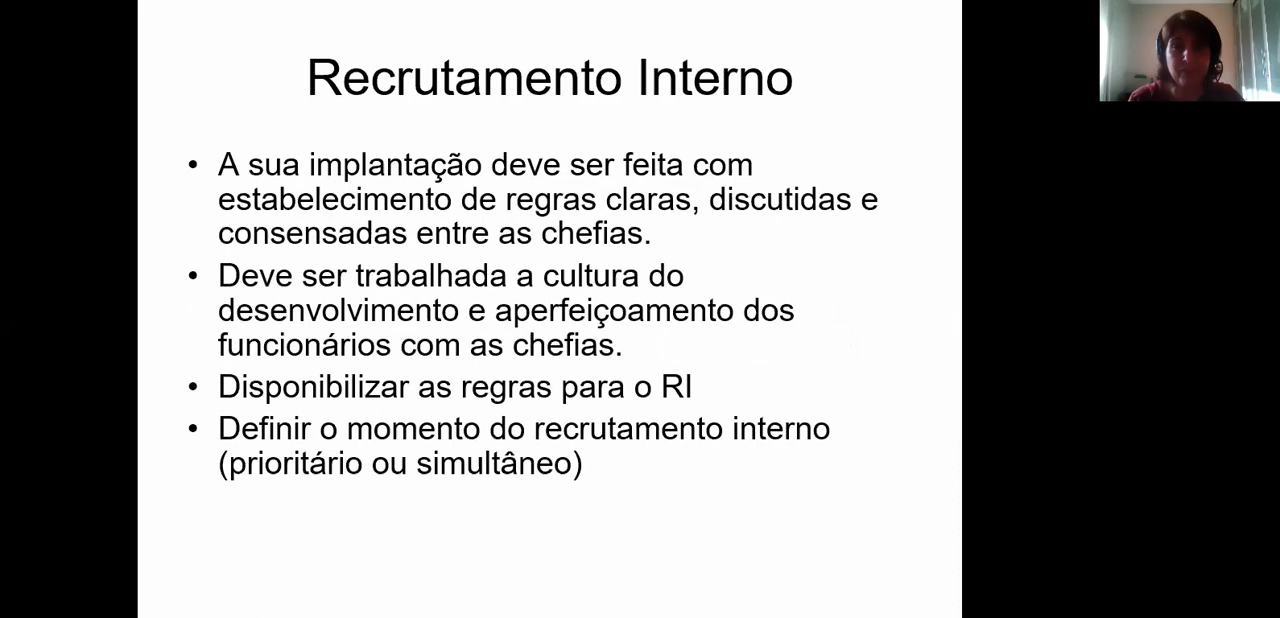 Recrutamento Interno
• A sua implantação deve ser feita com
estabelecimento de regras claras, discutidas e
consensadas entre as chefias.
• Deve ser trabalhada a cultura do
desenvolvimento e aperfeiçoamento dos
funcionários com as chefias.
• Disponibilizar as regras para o RI
• Definir o momento do recrutamento interno
(prioritário ou simultâneo)